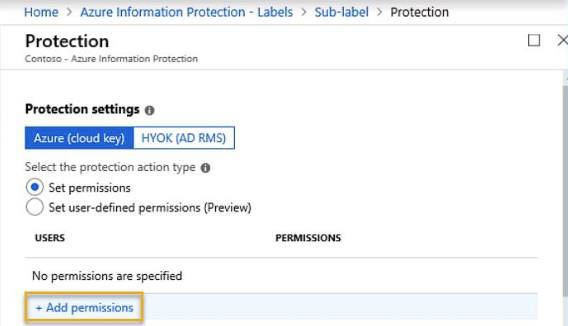 Home > Azure Information Protection - Labels > Sub-label > Protection
Protection
Contoso - Azure Information Protection
Protection settings
Azure (cloud key) HYOK (AD RMS)
Select the protection action type
Set permissions
Set user-defined permissions (Preview)
USERS PERMISSIONS
No permissions are specified
+ Add permissions